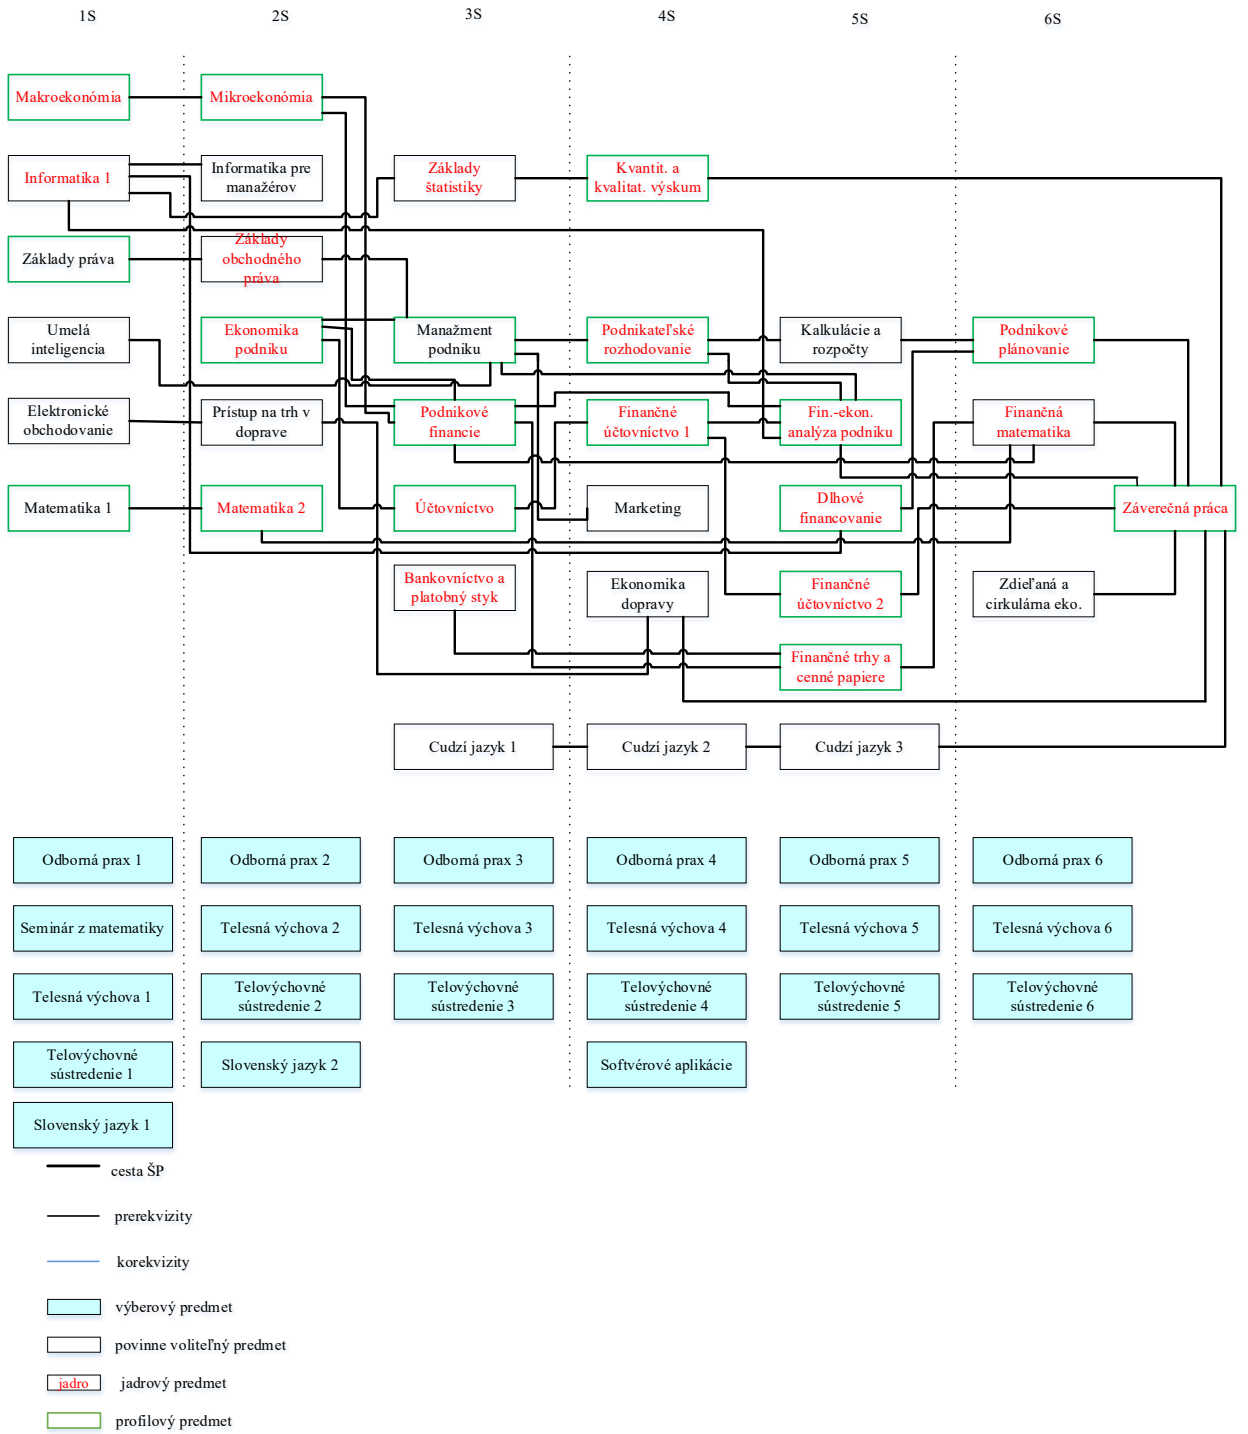 1S
2S
3S
4S
5S
6S
Makroekonómia
Mikroekonómia
Informatika 1
Informatika pre
manažérov
Základy
štatistiky
Kvantit. a
kvalitat. výskum
Základy práva
Základy
obchodného
práva
Umelá
inteligencia
Ekonomika
podniku
Manažment
podniku
Podnikateľské
rozhodovanie
Kalkulácie a
rozpočty
Podnikové
plánovanie
Elektronické
obchodovanie
Prístup na trh v
doprave
Podnikové
financie
Finančné
účtovníctvo 1
Fin.-ekon.
analýza podniku
Finančná
matematika
Matematika 1
Matematika 2
Účtovníctvo
Marketing
Dlhové
financovanie
Záverečná práca
Bankovníctvo a
platobný styk
Ekonomika
dopravy
Finančné
účtovníctvo 2
Zdieľaná a
cirkulárna eko.
Finančné trhy a
cenné papiere
Cudzí jazyk 1
Cudzí jazyk 2
Cudzí jazyk 3
Odborná prax 1
Odborná prax 2
Odborná prax 3
Odborná prax 4
Odborná prax 5
Odborná prax 6
Seminár z matematiky
Telesná výchova 2
Telesná výchova 3
Telesná výchova 4
Telesná výchova 5
Telesná výchova 6
Telesná výchova 1
Telovýchovné
sústredenie 2
Telovýchovné
sústredenie 3
Telovýchovné
sústredenie 4
Telovýchovné
sústredenie 5
Telovýchovné
sústredenie 6
Telovýchovné
sústredenie 1
Slovenský jazyk 2
Softvérové aplikácie
Slovenský jazyk 1
cesta ŠP
prerekvizity
korekvizity
výberový predmet
povinne voliteľný predmet
jadro
jadrový predmet
profilový predmet